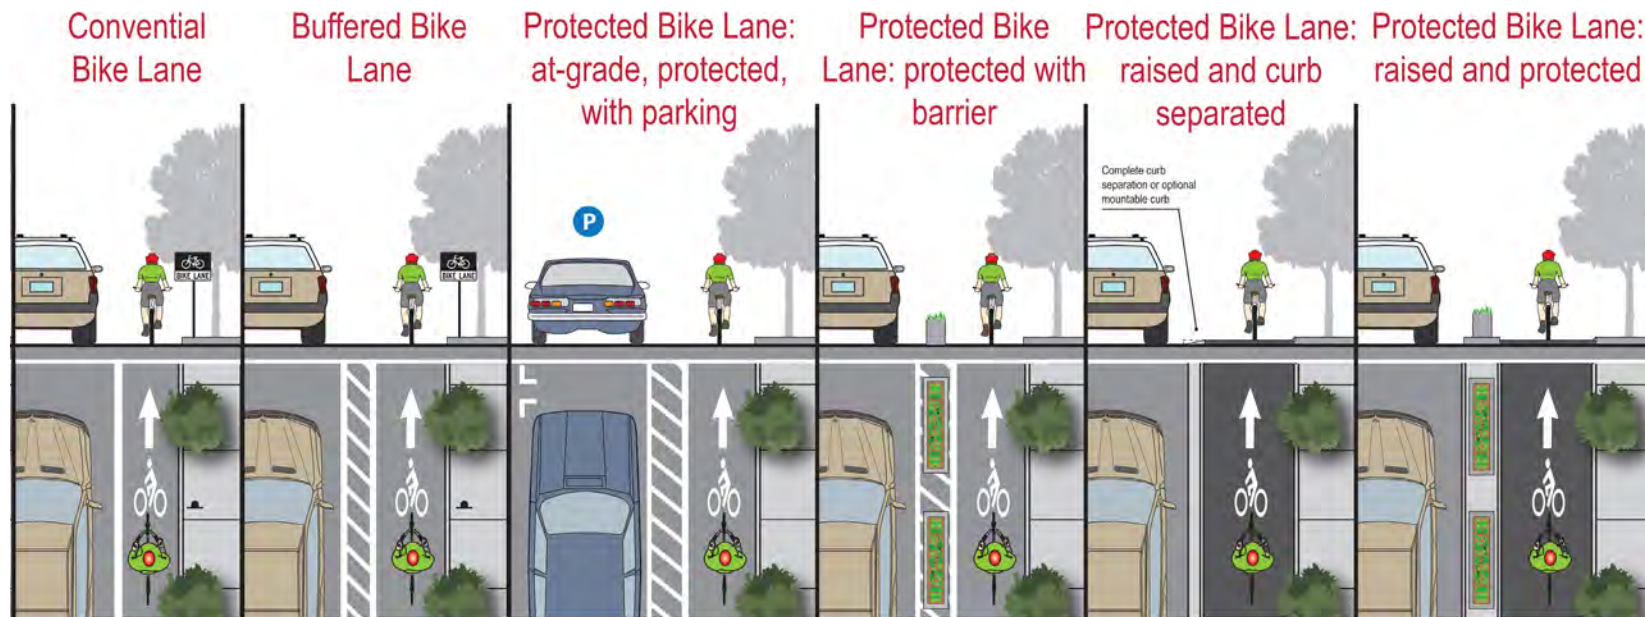 Convential
Bike Lane
Buffered Bike
Lane
Protected Bike Lane:
at-grade, protected,
with parking
Protected Bike
Lane: protected with
barrier
Protected Bike Lane:
raised and curb
separated
Protected Bike Lane:
raised and protected
Complete curb
separation or optional
mountable curb
P
BIKE LANE
BIKE LANE